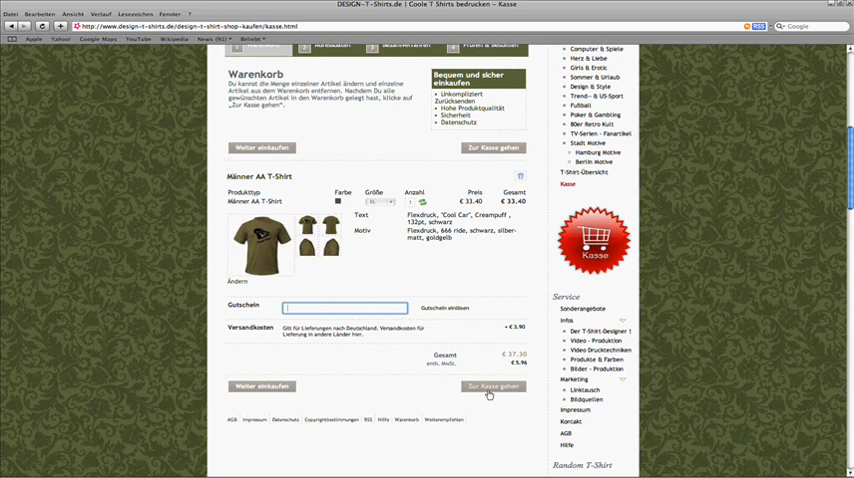 DESIGN-T-Shirts.de | Coole T Shirts bedrucken - Kasse
Datei Bearbeiten Ansicht Verlauf Lesezeichen Fenster ?
http://www.design-t-shirts.de/design-t-shirt-shop-kaufen/kasse.html
RSS
Google
Apple Yahoo! Google Maps YouTube Wikipedia News (91) Beliebt
1
2
3
4 Prüfen & Bestellen
Warenkorb
Du kannst die Menge einzelner Artikel ändern und einzelne
Artikel aus dem Warenkorb entfernen. Nachdem Du alle
gewünschten Artikel in den Warenkorb gelegt hast, klicke auf
„Zur Kasse gehen“.
Bequem und sicher
einkaufen
Unkompliziert
Zurücksenden
Hohe Produktqualität
Sicherheit
Datenschutz
Weiter einkaufen
Zur Kasse gehen
Männer AA T-Shirt
Produkttyp Farbe Größe Anzahl Preis Gesamt
Männer AA T-Shirt XL 1 € 33.40 € 33.40
Text Flexdruck, "Cool Car", Creampuff ,
132pt, schwarz
Motiv Flexdruck, 666 ride, schwarz, silber-
matt, goldgelb
Ändern
Gutschein
Gutschein einlösen
Versandkosten Gilt für Lieferungen nach Deutschland. Versandkosten für
Lieferung in andere Länder hier.
+ € 3.90
Gesamt € 37.30
enth. MwSt. € 5.96
Weiter einkaufen
Zur Kasse gehen
AGB Impressum Datenschutz Copyrightbestimmungen RSS Hilfe Warenkorb Weiterempfehlen
Computer & Spiele
Herz & Liebe
Girls & Erotic
Sommer & Urlaub
Design & Style
Trend- & US-Sport
Fußball
Poker & Gambling
80er Retro Kult
TV-Serien - Fanartikel
Stadt Motive
Hamburg Motive
Berlin Motive
T-Shirt-Übersicht
Kasse
Kasse
Service
Sonderangebote
Infos
Der T-Shirt-Designer !
Video - Produktion
Video Drucktechniken
Produkte & Farben
Bilder - Produktion
Marketing
Linktausch
Bildquellen
Impressum
Kontakt
AGB
Hilfe
Random T-Shirt